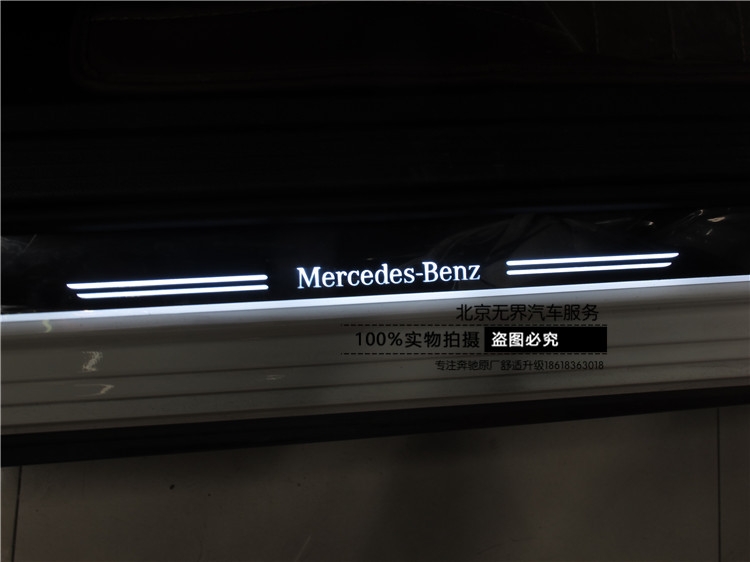 Mercedes-Benz
北京无界汽车服务
100%实物拍摄 盗图必究
专注奔驰原厂舒适升级18618363018